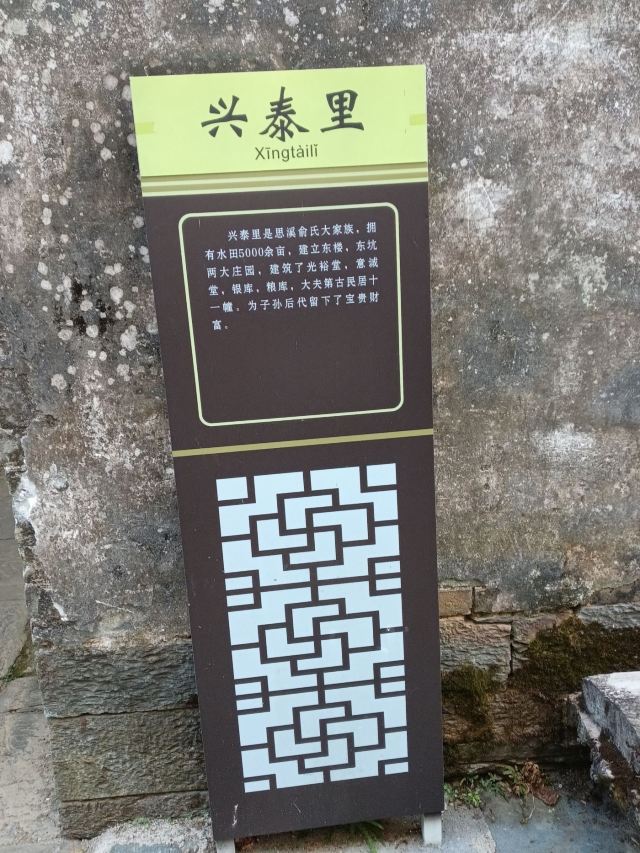 兴泰里
Xīngtàilǐ
兴泰里是思溪俞氏大家族，拥
有水田5000余亩，建立东楼，东坑
两大庄园，建筑了光裕堂，意诚
堂，银库，粮库，大夫第古民居十
一幢。为子孙后代留下了宝贵财
富。